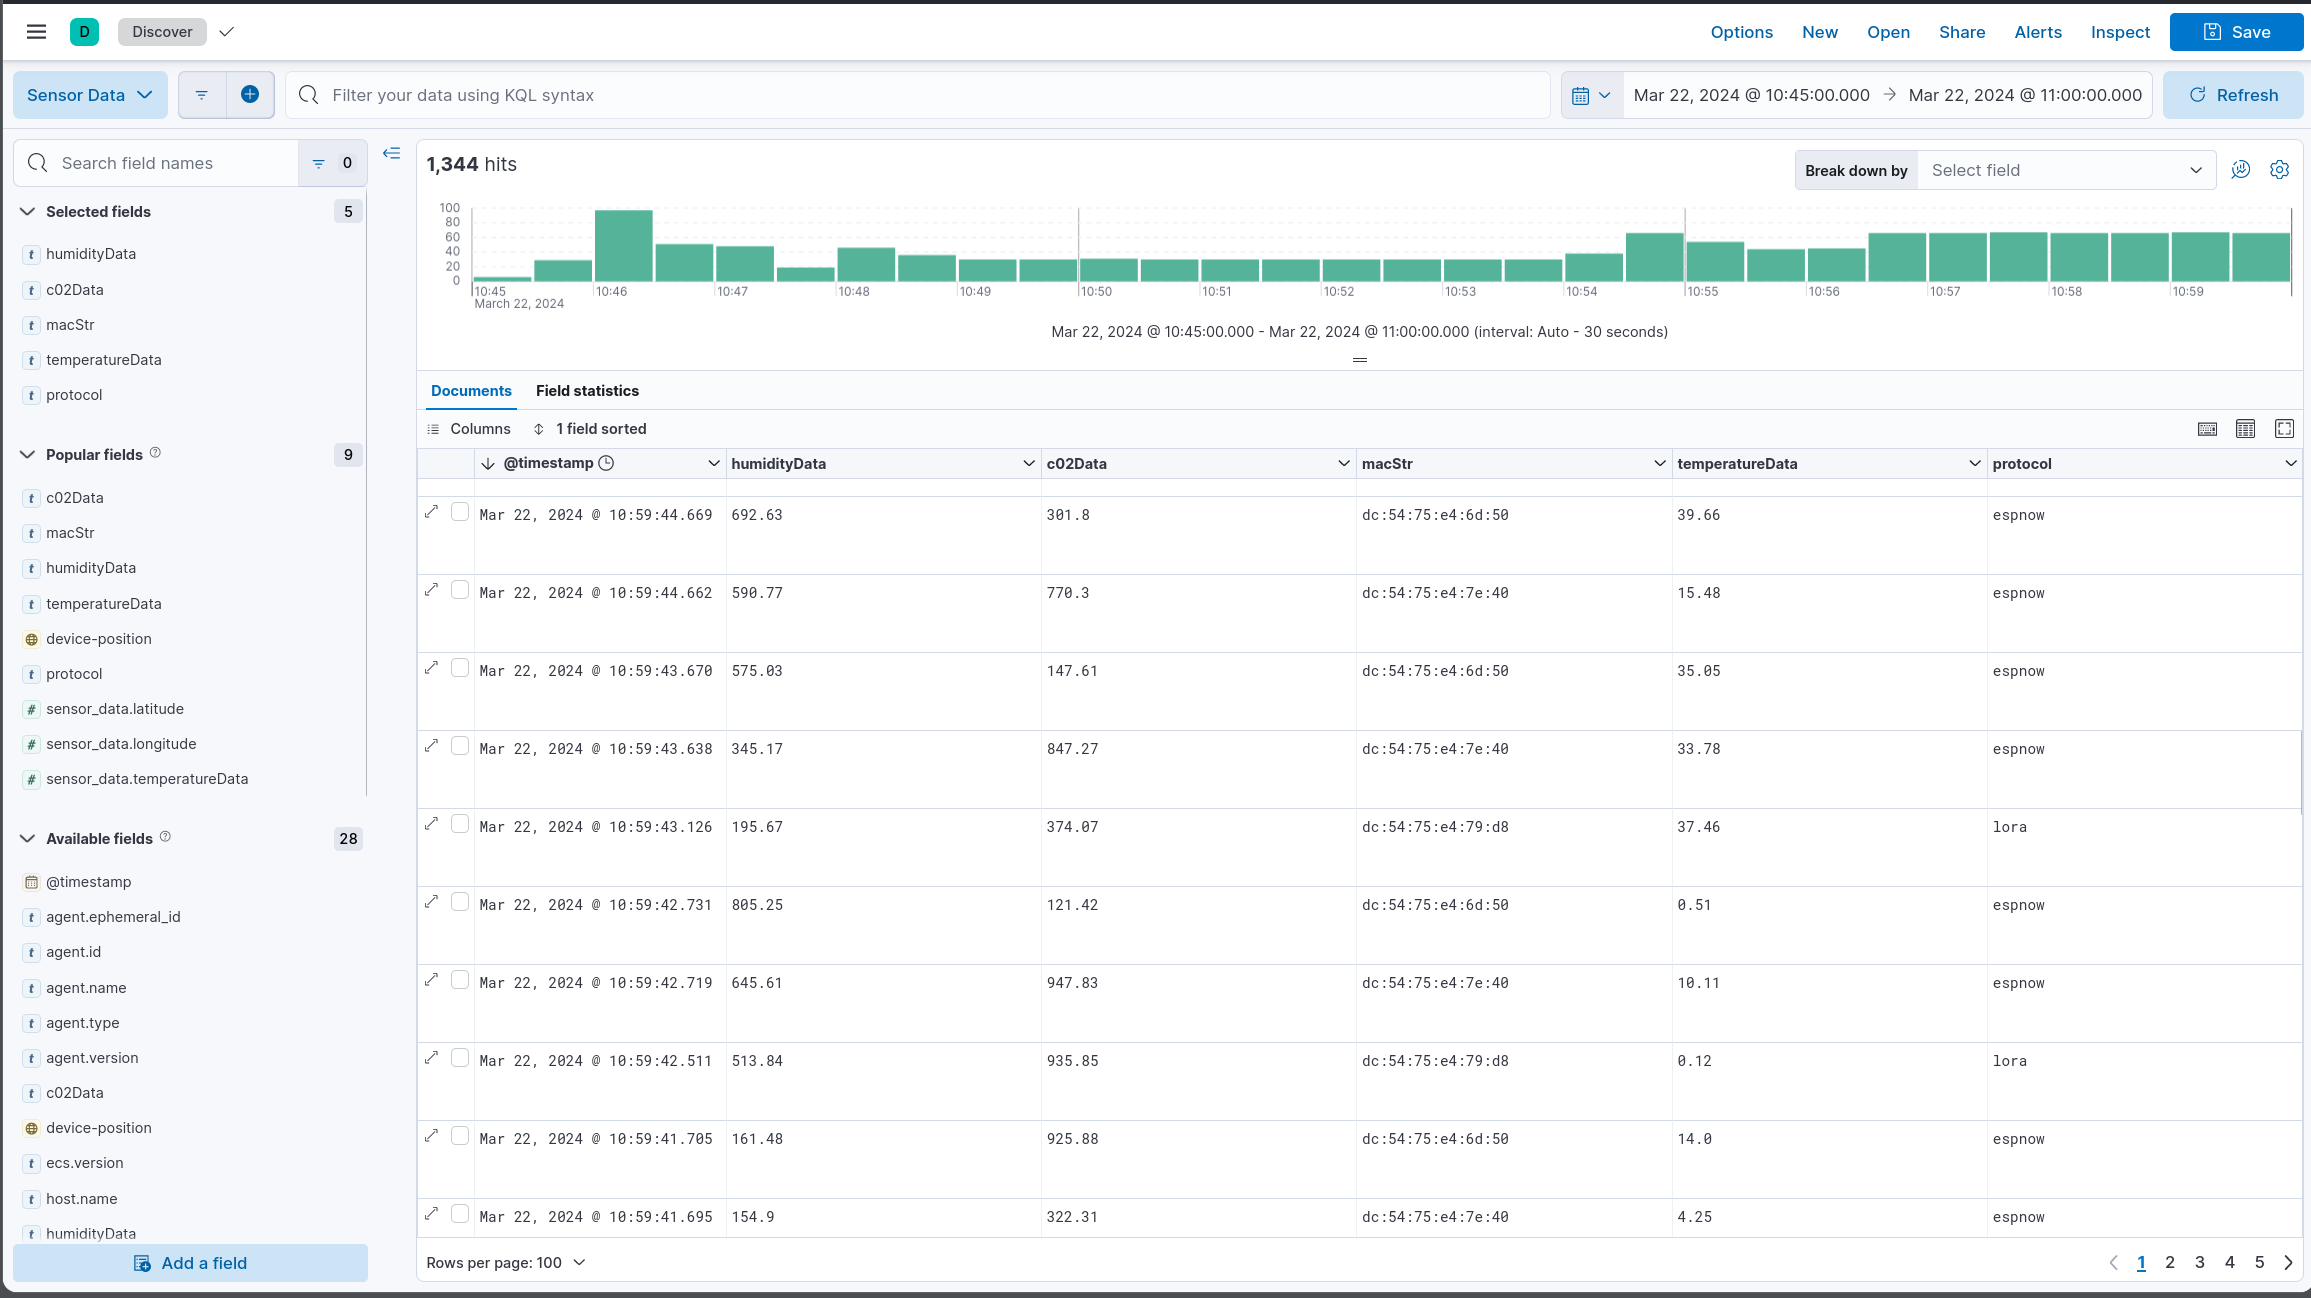 D Discover Options New Open Share Alerts Inspect Save
Sensor Data Filter your data using KQL syntax Mar 22, 2024 @ 10:45:00.000 → Mar 22, 2024 @ 11:00:00.000 Refresh
Search field names 0
Selected fields 5
t humidityData
t c02Data
t macStr
t temperatureData
t protocol
Popular fields 9
t c02Data
t macStr
t humidityData
t temperatureData
device-position
t protocol
# sensor_data.latitude
# sensor_data.longitude
# sensor_data.temperatureData
Available fields 28
@timestamp
t agent.ephemeral_id
t agent.id
t agent.name
t agent.type
t agent.version
t c02Data
device-position
t ecs.version
t host.name
t humidityData
Add a field
1,344 hits
Break down by Select field
100
80
60
40
20
0
10:45 10:46 10:47 10:48 10:49 10:50 10:51 10:52 10:53 10:54 10:55 10:56 10:57 10:58 10:59
March 22, 2024
Mar 22, 2024 @ 10:45:00.000 - Mar 22, 2024 @ 11:00:00.000 (interval: Auto - 30 seconds)
Documents Field statistics
Columns 1 field sorted
@timestamp humidityData c02Data macStr temperatureData protocol
Mar 22, 2024 @ 10:59:44.669 692.63 301.8 dc:54:75:e4:6d:50 39.66 espnow
Mar 22, 2024 @ 10:59:44.662 590.77 770.3 dc:54:75:e4:7e:40 15.48 espnow
Mar 22, 2024 @ 10:59:43.670 575.03 147.61 dc:54:75:e4:6d:50 35.05 espnow
Mar 22, 2024 @ 10:59:43.638 345.17 847.27 dc:54:75:e4:7e:40 33.78 espnow
Mar 22, 2024 @ 10:59:43.126 195.67 374.07 dc:54:75:e4:79:d8 37.46 lora
Mar 22, 2024 @ 10:59:42.731 805.25 121.42 dc:54:75:e4:6d:50 0.51 espnow
Mar 22, 2024 @ 10:59:42.719 645.61 947.83 dc:54:75:e4:7e:40 10.11 espnow
Mar 22, 2024 @ 10:59:42.511 513.84 935.85 dc:54:75:e4:79:d8 0.12 lora
Mar 22, 2024 @ 10:59:41.705 161.48 925.88 dc:54:75:e4:6d:50 14.0 espnow
Mar 22, 2024 @ 10:59:41.695 154.9 322.31 dc:54:75:e4:7e:40 4.25 espnow
Rows per page: 100 1 2 3 4 5